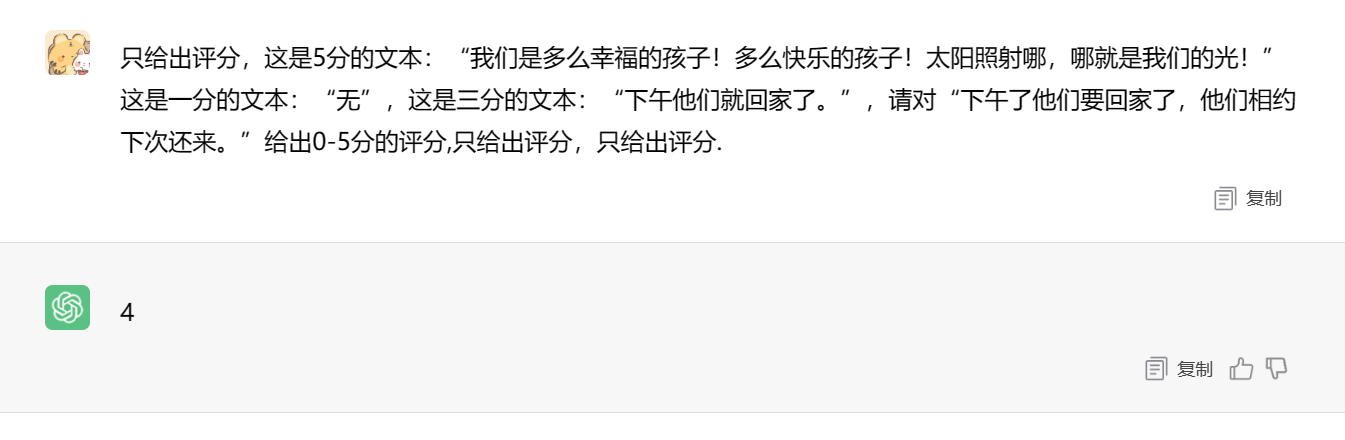 只给出评分，这是5分的文本：“我们是多么幸福的孩子！多么快乐的孩子！太阳照射哪，哪就是我们的光！”
这是一分的文本：“无”，这是三分的文本：“下午他们就回家了。”，请对“下午了他们要回家了，他们相约
下次还来。”给出0-5分的评分,只给出评分，只给出评分.
复制
4
复制